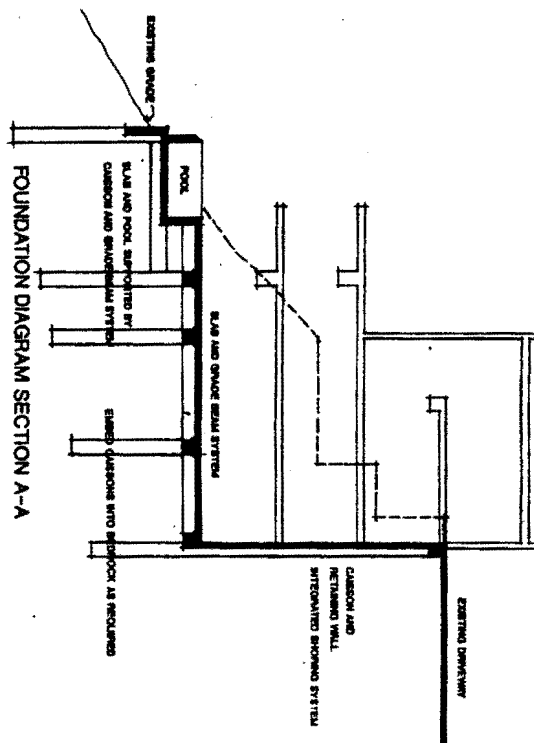 EXISTING GRADE
POOL
SLAB AND POOL SUPPORTED BY
CAISSON AND GRADEBEAM SYSTEM
SLAB AND GRADE BEAM SYSTEM
EMBED CAISSONS INTO BEDROCK AS REQUIRED
CAISSON AND
RETAINING WALL
INTEGRATED SHORING SYSTEM
EXISTING DRIVEWAY
FOUNDATION DIAGRAM SECTION A-A